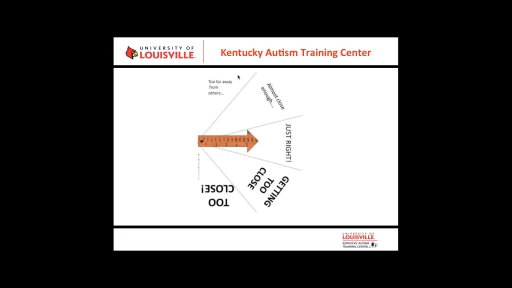 UNIVERSITY OF
LOUISVILLE
Kentucky Autism Training Center
Too far away
from
others...
Almost close
enough...
JUST RIGHT!
GETTING
TOO
CLOSE
TOO
CLOSE!
UNIVERSITY OF
LOUISVILLE
KENTUCKY AUTISM
TRAINING CENTER